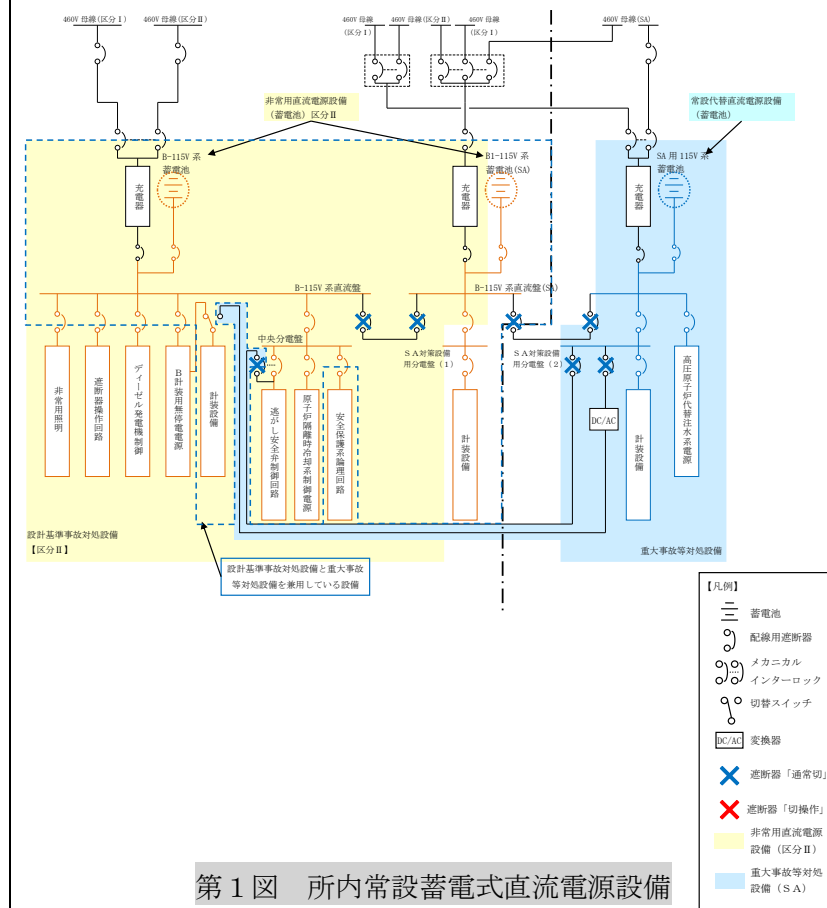 460V 母線(区分Ⅰ)
460V 母線(区分Ⅱ)
460V 母線
(区分Ⅰ)
460V 母線(区分Ⅱ)
460V 母線
(区分Ⅰ)
460V 母線(SA)
非常用直流電源設備
(蓄電池)区分Ⅱ
常設代替直流電源設備
(蓄電池)
B-115V 系
蓄電池
B1-115V 系
蓄電池(SA)
SA 用 115V 系
蓄電池
充電器
充電器
充電器
B-115V 系直流盤
B-115V 系直流盤(SA)
中央分電盤
SA対策設備
用分電盤(1)
SA対策設備
用分電盤(2)
非常用照明
遮断器操作回路
ディーゼル発電機制御
B計装用無停電電源
計装設備
逃がし安全弁制御回路
原子炉隔離時冷却系制御電源
安全保護系論理回路
計装設備
DC/AC
計装設備
高圧原子炉代替注水系電源
設計基準事故対処設備
【区分Ⅱ】
重大事故等対処設備
設計基準事故対処設備と重大事故
等対処設備を兼用している設備
【凡例】
蓄電池
配線用遮断器
メカニカル
インターロック
切替スイッチ
DC/AC 変換器
遮断器「通常切」
遮断器「切操作」
非常用直流電源
設備(区分Ⅱ)
重大事故等対処
設備(SA)
第1図 所内常設蓄電式直流電源設備